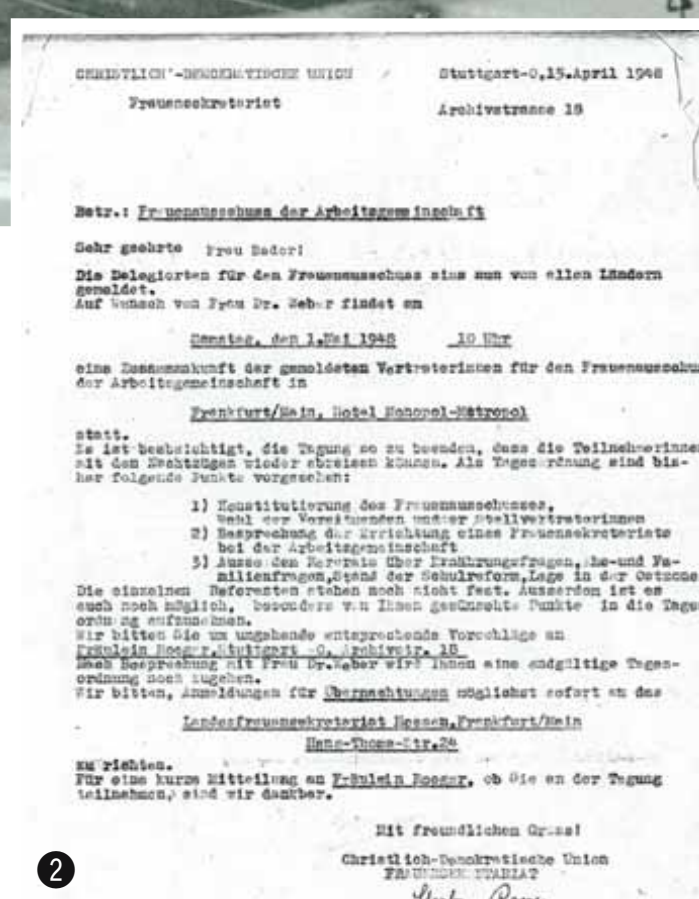 CHRISTLICH-DEMOKRATISCHE UNION
Stuttgart-O,15.April 1948
Frauensekretariat
Archivstrasse 18
Betr.: Frauenausschuss der Arbeitsgemeinschaft
Sehr geehrte Frau Bader!
Die Delegierten für den Frauenausschuss sind nun von allen Ländern
gemeldet.
Auf Wunsch von Frau Dr. Weber findet am
Samstag, den 1.Mai 1948 10 Uhr
eine Zusammenkunft der gemeldeten Vertreterinnen für den Frauenausschu
der Arbeitsgemeinschaft in
Frankfurt/Main, Hotel Monopol-Metropol
statt.
Es ist beabsichtigt, die Tagung so zu beenden, dass die Teilnehmerinnen
mit den Nachtzügen wieder abreisen können. Als Tagesordnung sind bis-
her folgende Punkte vorgesehen:
1) Konstituierung des Frauenausschusses,
Wahl der Vorsitzenden und der Stellvertreterinnen
2) Besprechung der Errichtung eines Frauensekretariats
bei der Arbeitsgemeinschaft
3) Ausse den Referate über Ernährungsfragen, Ehe-und Fa-
milienfragen,Stand der Schulreform,Lage in der Ostzone
Die einzelnen Referenten stehen noch nicht fest. Ausserdem ist es
auch noch möglich, besonders von Ihnen gewünschte Punkte in die Tages
ordnung aufzunehmen.
Wir bitten Sie um umgehende entsprechende Vorschläge an
Fräulein Roeger,Stuttgart -O, Archivstr. 18
Nach Besprechung mit Frau Dr.Weber wird Ihnen eine endgültige Tages-
ordnung noch zugehen.
Wir bitten, Anmeldungen für Übernachtungen möglichst sofort an das
Landesfrauensekretariat Hessen,Frankfurt/Main
Hans-Thoma-Str.24
zu richten.
Für eine kurze Mitteilung an Fräulein Roeger, ob Sie an der Tagung
teilnehmen, sind wir dankbar.
Mit freundlichen Gruss!
Christlich-Demokratische Union
FRAUENSEKRETARIAT
2